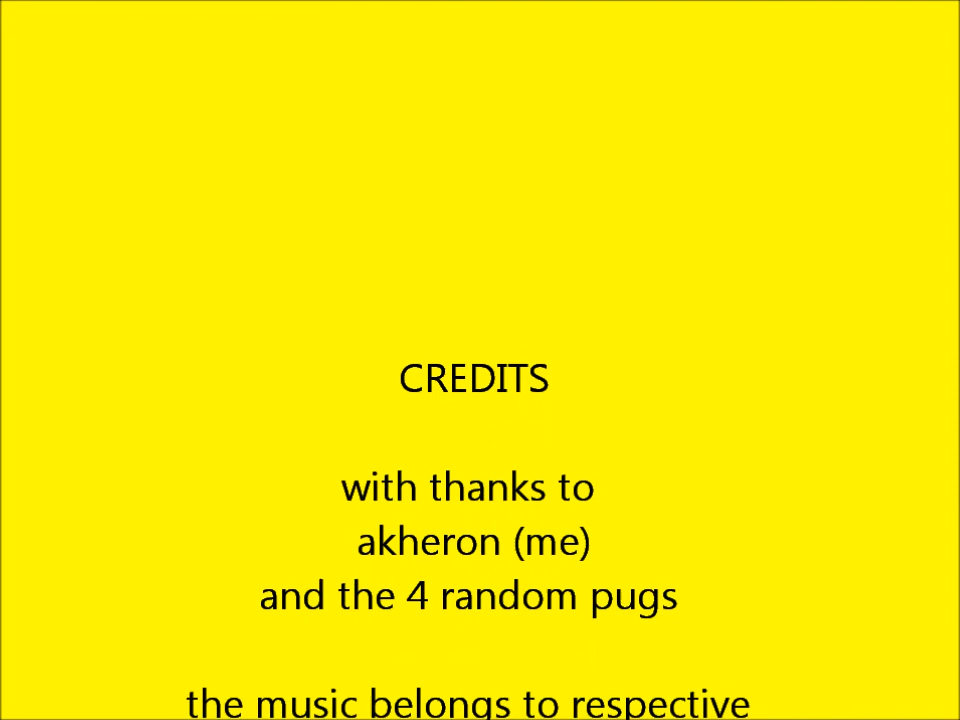 CREDITS
with thanks to
akheron (me)
and the 4 random pugs
the music belongs to respective